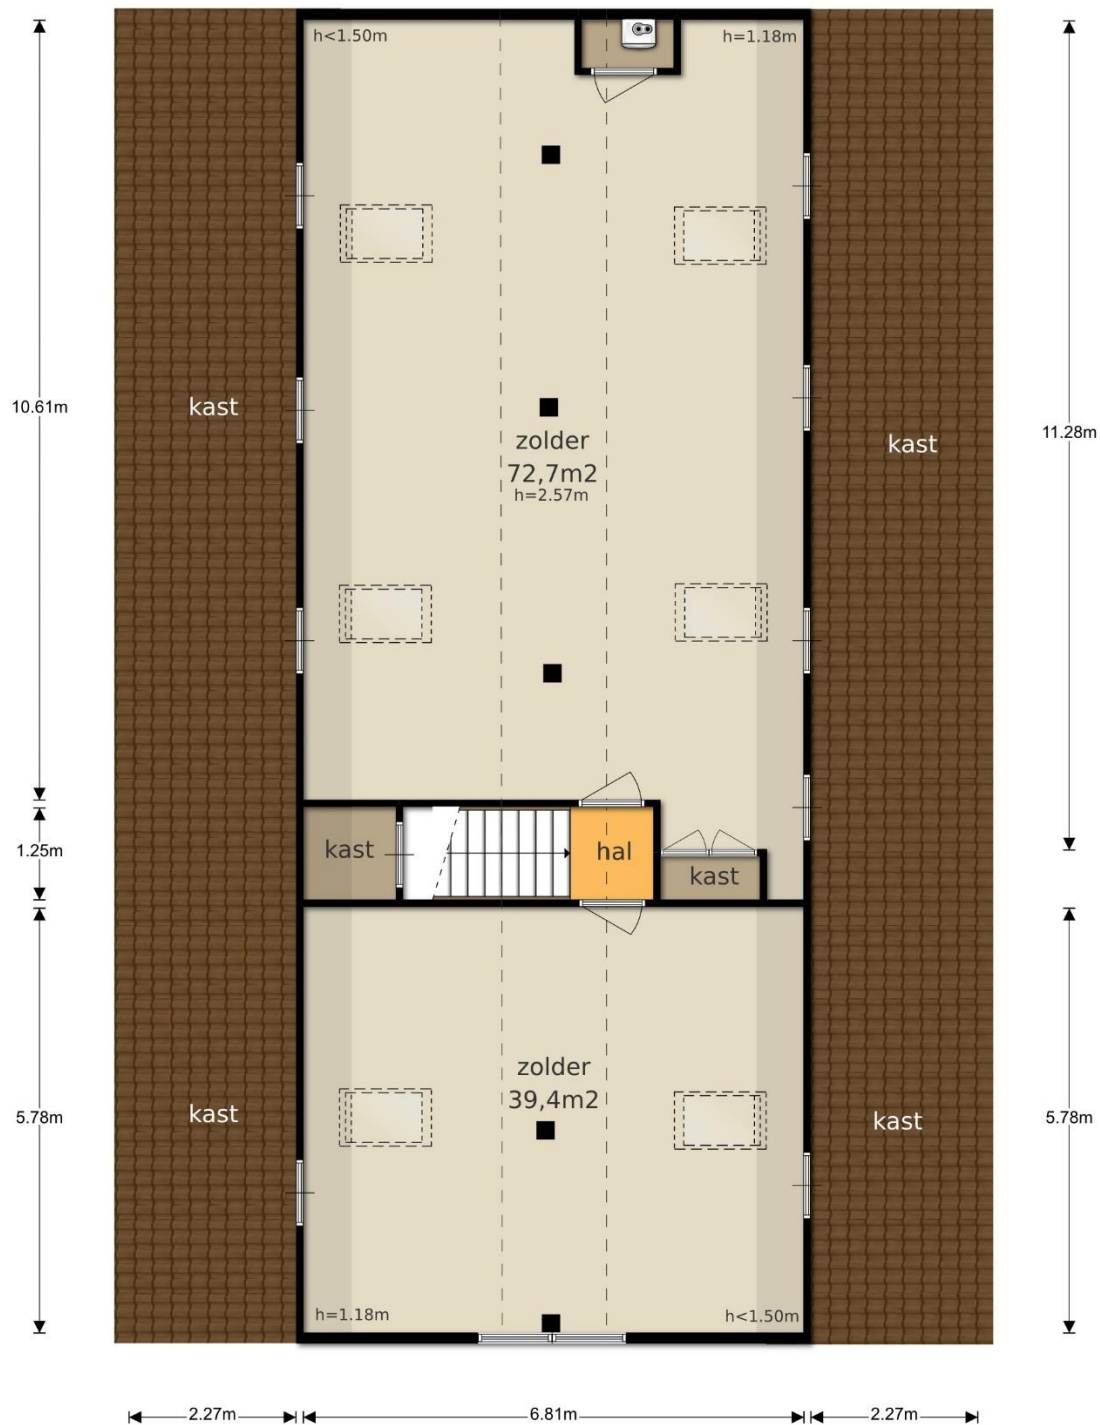 h<1.50m
h=1.18m
10.61m
kast
11.28m
kast
zolder
72,7m2
h=2.57m
1.25m
kast
hal
kast
zolder
39,4m2
5.78m
kast
kast
5.78m
h=1.18m
h<1.50m
2.27m
6.81m
2.27m